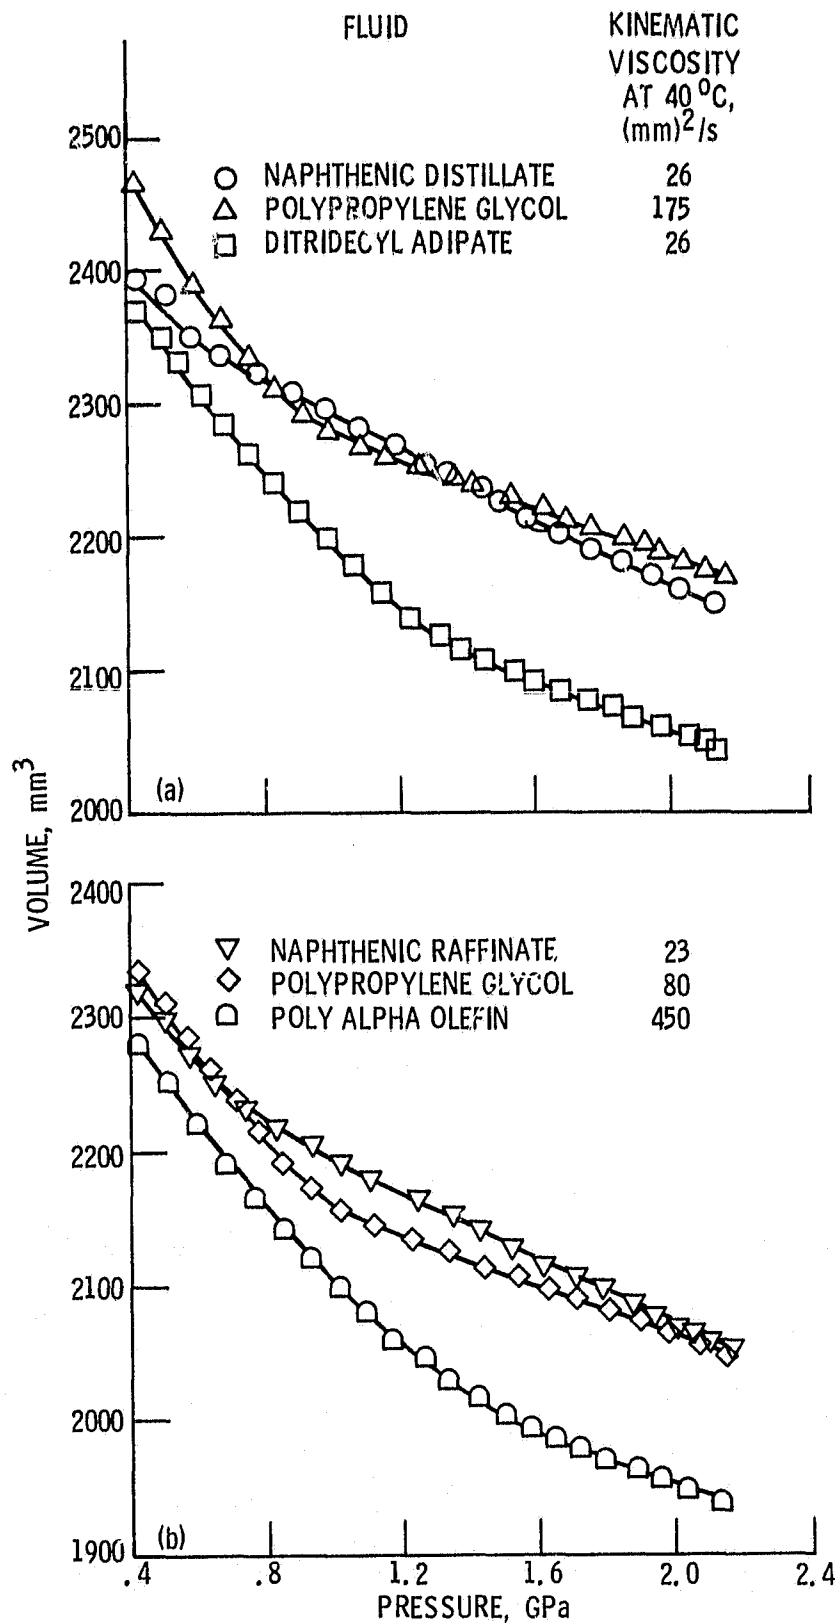 FLUID
KINEMATIC
VISCOSITY
AT 40 °C,
(mm)²/s
NAPHTHENIC DISTILLATE 26
POLYPROPYLENE GLYCOL 175
DITRIDECYL ADIPATE 26
2500
2400
2300
2200
2100
2000
(a)
VOLUME, mm³
NAPHTHENIC RAFFINATE 23
POLYPROPYLENE GLYCOL 80
POLY ALPHA OLEFIN 450
2400
2300
2200
2100
2000
1900
(b)
.4 .8 1.2 1.6 2.0 2.4
PRESSURE, GPa